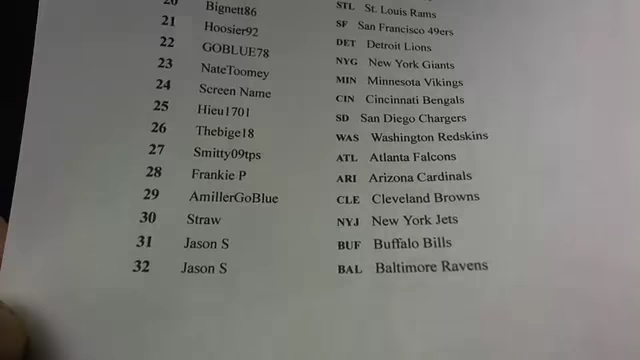 STL St. Louis Rams
20 Bignett86 SF San Francisco 49ers
21 Hoosier92 DET Detroit Lions
22 GOBLUE78 NYG New York Giants
23 NateToomey MIN Minnesota Vikings
24 Screen Name CIN Cincinnati Bengals
25 Hieu1701 SD San Diego Chargers
26 Thebige18 WAS Washington Redskins
27 Smitty09tps ATL Atlanta Falcons
28 Frankie P ARI Arizona Cardinals
29 AmillerGoBlue CLE Cleveland Browns
30 Straw NYJ New York Jets
31 Jason S BUF Buffalo Bills
32 Jason S BAL Baltimore Ravens